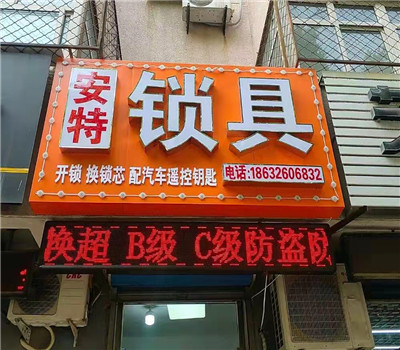 安特
锁具
开锁 换锁芯 配汽车遥控钥匙
电话:18632606832
换超 B级 C级防盗